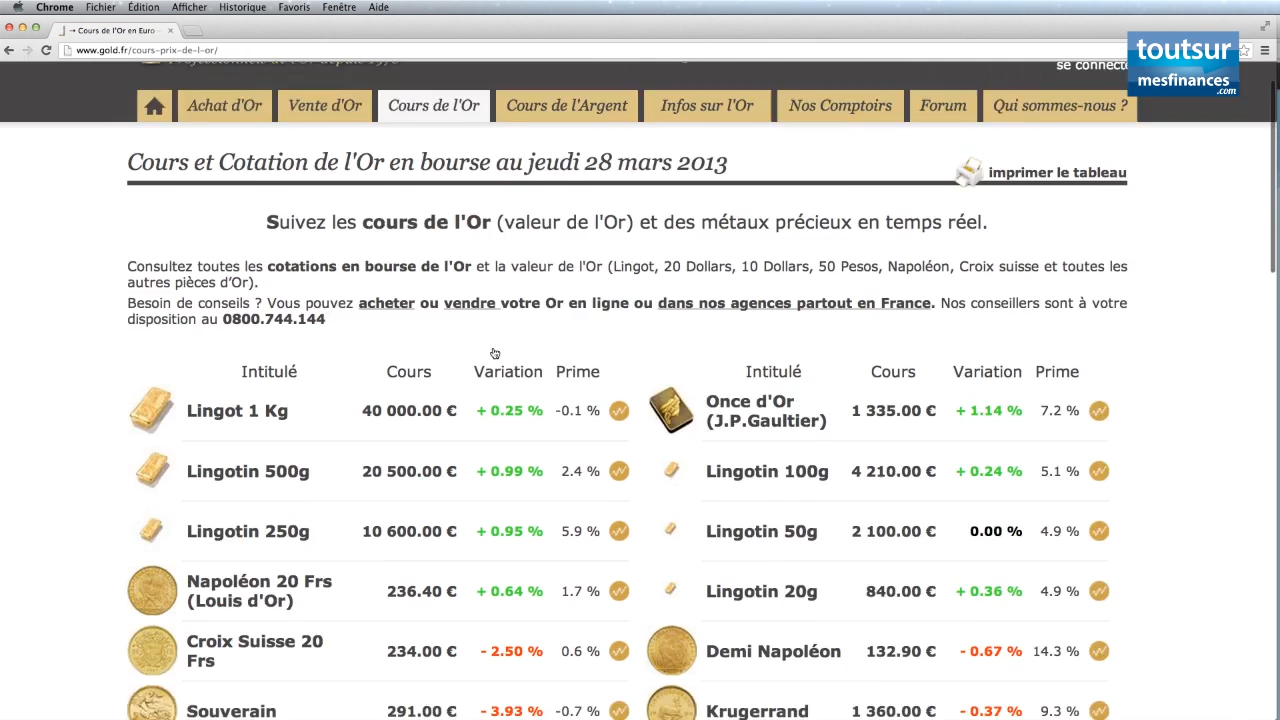 Chrome Fichier Édition Afficher Historique Favoris Fenêtre Aide
→ Cours de l'Or en Euro
www.gold.fr/cours-prix-de-l-or/
toutsur
mesfinances
.com
Professionnel de l'Or depuis 1976
se connecte
Achat d'Or Vente d'Or Cours de l'Or Cours de l'Argent Infos sur l'Or Nos Comptoirs Forum Qui sommes-nous ?
Cours et Cotation de l'Or en bourse au jeudi 28 mars 2013
imprimer le tableau
Suivez les cours de l'Or (valeur de l'Or) et des métaux précieux en temps réel.
Consultez toutes les cotations en bourse de l'Or et la valeur de l'Or (Lingot, 20 Dollars, 10 Dollars, 50 Pesos, Napoléon, Croix suisse et toutes les
autres pièces d'Or).
Besoin de conseils ? Vous pouvez acheter ou vendre votre Or en ligne ou dans nos agences partout en France. Nos conseillers sont à votre
disposition au 0800.744.144
Intitulé Cours Variation Prime
Lingot 1 Kg 40 000.00 € + 0.25 % -0.1 %
Lingotin 500g 20 500.00 € + 0.99 % 2.4 %
Lingotin 250g 10 600.00 € + 0.95 % 5.9 %
Napoléon 20 Frs
(Louis d'Or) 236.40 € + 0.64 % 1.7 %
Croix Suisse 20
Frs 234.00 € - 2.50 % 0.6 %
Souverain 291.00 € - 3.93 % -0.7 %
Intitulé Cours Variation Prime
Once d'Or
(J.P.Gaultier) 1 335.00 € + 1.14 % 7.2 %
Lingotin 100g 4 210.00 € + 0.24 % 5.1 %
Lingotin 50g 2 100.00 € 0.00 % 4.9 %
Lingotin 20g 840.00 € + 0.36 % 4.9 %
Demi Napoléon 132.90 € - 0.67 % 14.3 %
Krugerrand 1 360.00 € - 0.37 % 9.3 %